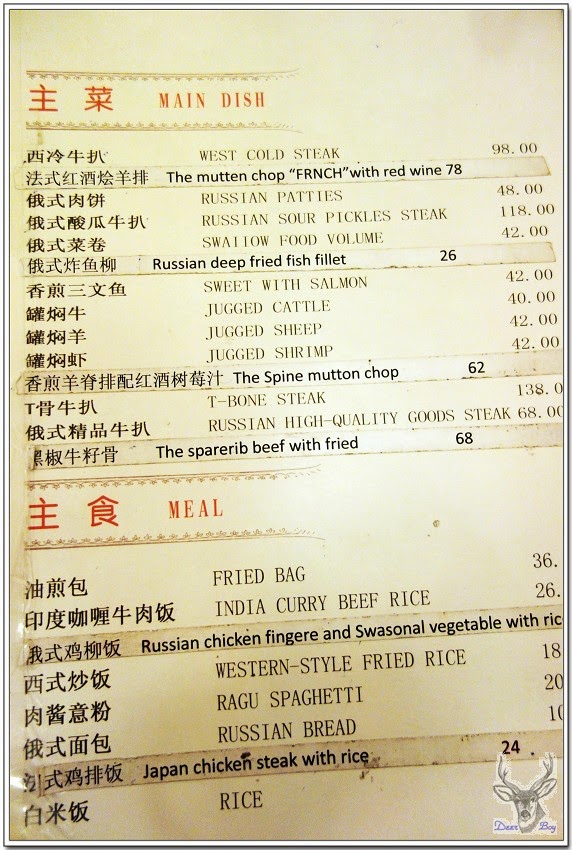 主菜 MAIN DISH
西冷牛扒 WEST COLD STEAK 98.00
法式红酒烩羊排 The mutten chop “FRNCH”with red wine 78
俄式肉饼 RUSSIAN PATTIES 48.00
俄式酸瓜牛扒 RUSSIAN SOUR PICKLES STEAK 118.00
俄式菜卷 SWAIIOW FOOD VOLUME 42.00
俄式炸鱼柳 Russian deep fried fish fillet 26
香煎三文鱼 SWEET WITH SALMON 42.00
罐焖牛 JUGGED CATTLE 40.00
罐焖羊 JUGGED SHEEP 42.00
罐焖虾 JUGGED SHRIMP 42.00
香煎羊脊排配红酒树莓汁 The Spine mutton chop 62
T骨牛扒 T-BONE STEAK 138.0
俄式精品牛扒 RUSSIAN HIGH-QUALITY GOODS STEAK 68.00
黑椒牛籽骨 The sparerib beef with fried 68
主食 MEAL
油煎包 FRIED BAG 36.
印度咖喱牛肉饭 INDIA CURRY BEEF RICE 26.
俄式鸡柳饭 Russian chicken fingere and Swasonal vegetable with ric
西式炒饭 WESTERN-STYLE FRIED RICE 18
肉酱意粉 RAGU SPAGHETTI 20
俄式面包 RUSSIAN BREAD 10
式鸡排饭 Japan chicken steak with rice 24
白米饭 RICE
Deer Boy